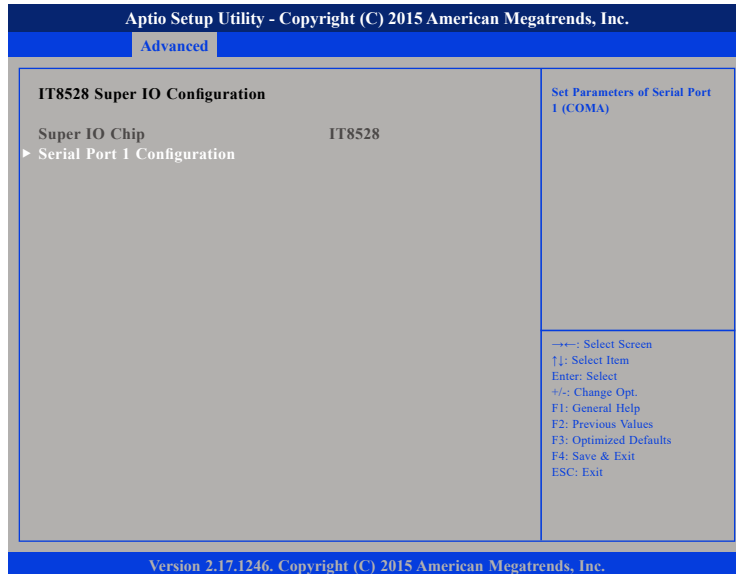 Aptio Setup Utility - Copyright (C) 2015 American Megatrends, Inc.
Advanced
IT8528 Super IO Configuration
Super IO Chip IT8528
▶ Serial Port 1 Configuration
Set Parameters of Serial Port
1 (COMA)
→←: Select Screen
↑↓: Select Item
Enter: Select
+/-: Change Opt.
F1: General Help
F2: Previous Values
F3: Optimized Defaults
F4: Save & Exit
ESC: Exit
Version 2.17.1246. Copyright (C) 2015 American Megatrends, Inc.